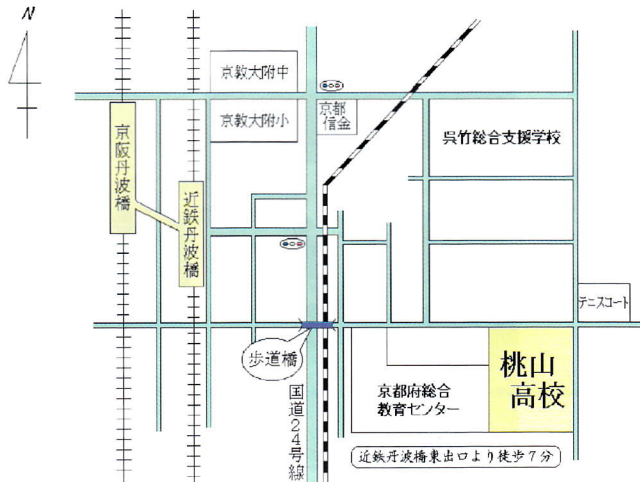 N
京教大附中
京都
信金
京教大附小
呉竹総合支援学校
京阪丹波橋
近鉄丹波橋
テニスコート
歩道橋
桃山
高校
京都府総合
教育センター
国道24号線
近鉄丹波橋東出口より徒歩7分